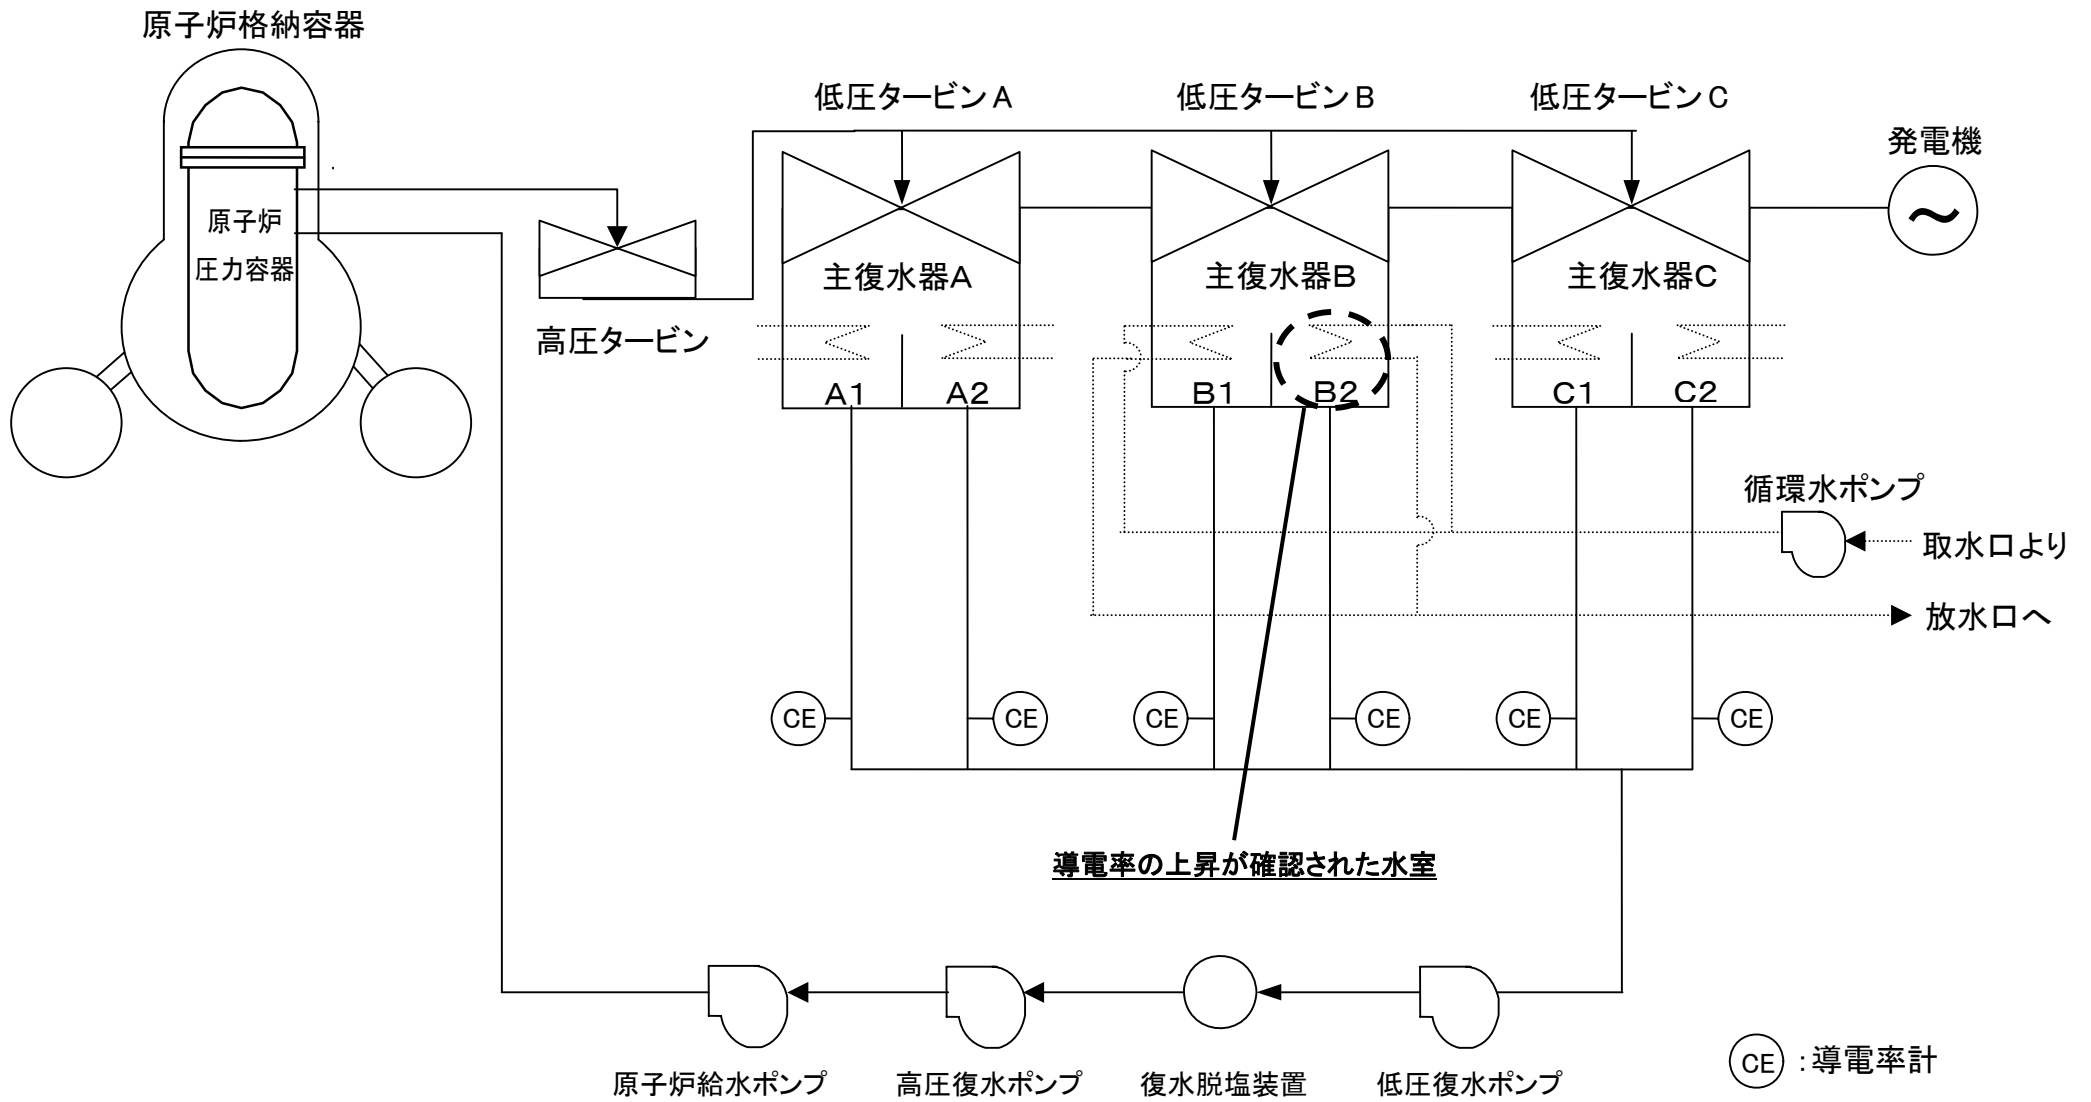 原子炉格納容器
低圧タービンA
低圧タービンB
低圧タービンC
発電機
～
原子炉
圧力容器
主復水器A
主復水器B
主復水器C
高圧タービン
A1
A2
B1
B2
C1
C2
循環水ポンプ
取水口より
放水口へ
CE
CE
CE
CE
CE
CE
導電率の上昇が確認された水室
原子炉給水ポンプ
高圧復水ポンプ
復水脱塩装置
低圧復水ポンプ
CE：導電率計